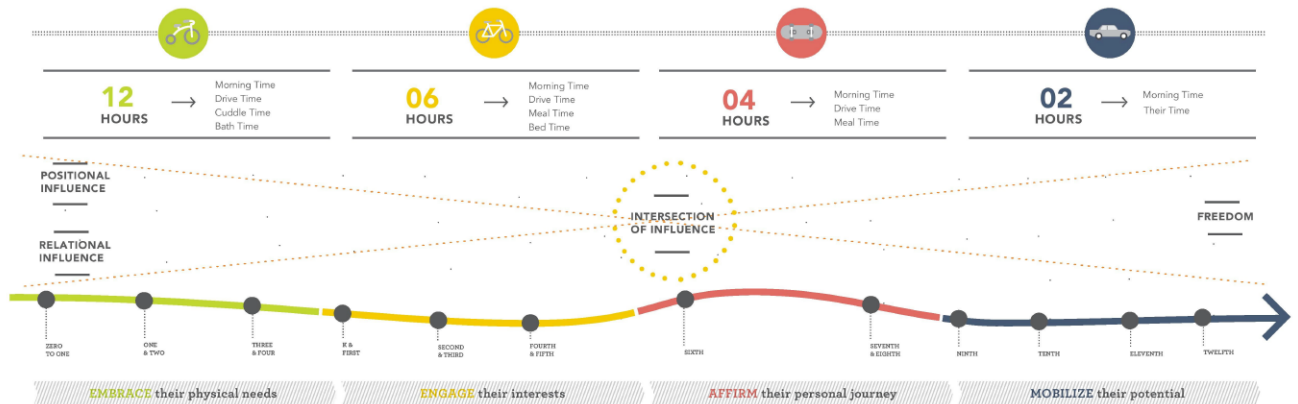 12
HOURS
Morning Time
Drive Time
Cuddle Time
Bath Time
06
HOURS
Morning Time
Drive Time
Meal Time
Bed Time
04
HOURS
Morning Time
Drive Time
Meal Time
02
HOURS
Morning Time
Their Time
POSITIONAL
INFLUENCE
RELATIONAL
INFLUENCE
INTERSECTION
OF INFLUENCE
FREEDOM
ZERO
TO ONE
ONE
& TWO
THREE
& FOUR
K &
FIRST
SECOND
& THIRD
FOURTH
& FIFTH
SIXTH
SEVENTH
& EIGHTH
NINTH
TENTH
ELEVENTH
TWELFTH
EMBRACE their physical needs
ENGAGE their interests
AFFIRM their personal journey
MOBILIZE their potential